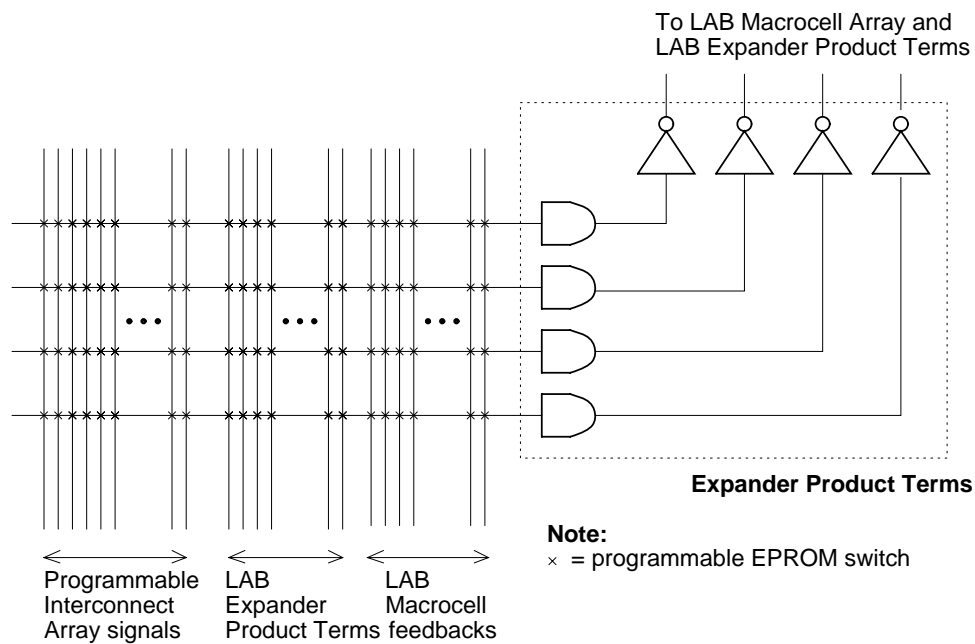 To LAB Macrocell Array and
LAB Expander Product Terms
Expander Product Terms
Note:
× = programmable EPROM switch
Programmable
Interconnect
Array signals
LAB
Expander
Product Terms
LAB
Macrocell
feedbacks